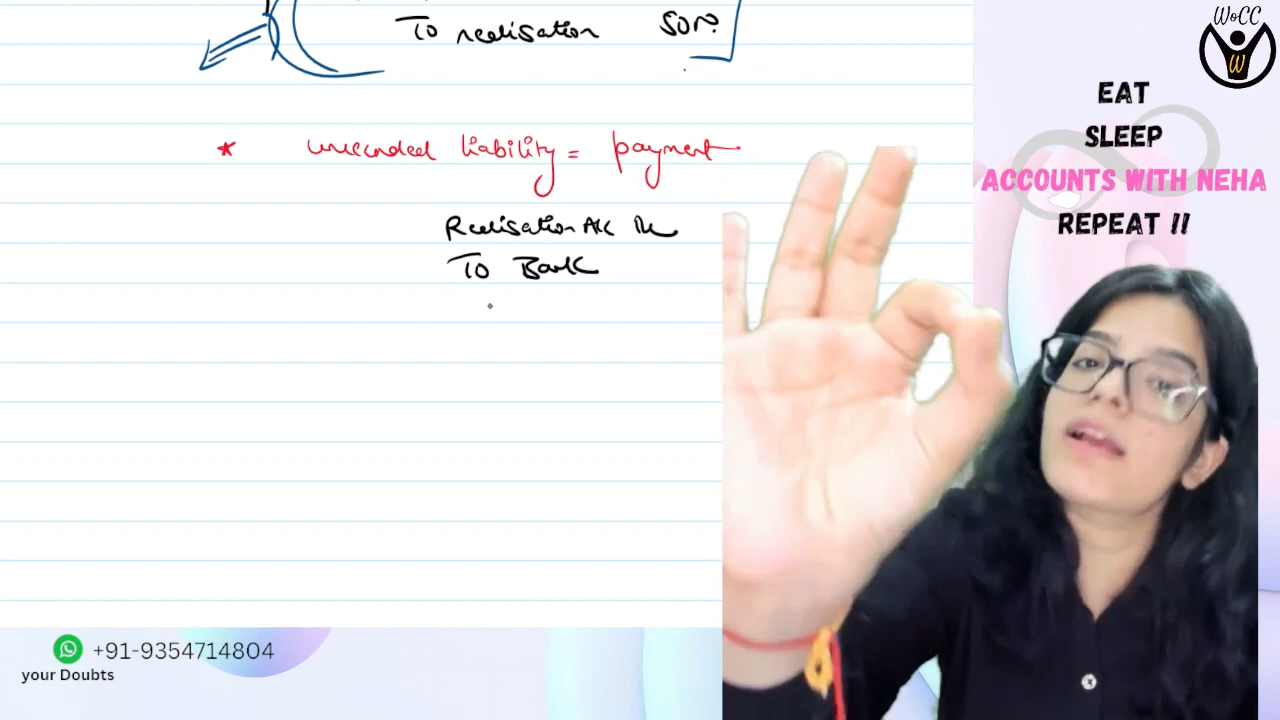 To realisation 50n?
* unrecorded liability = payment
Realisation A/c Dr
To Bank
WOCC
W
EAT
SLEEP
ACCOUNTS WITH NEHA
REPEAT !!
+91-9354714804
your Doubts